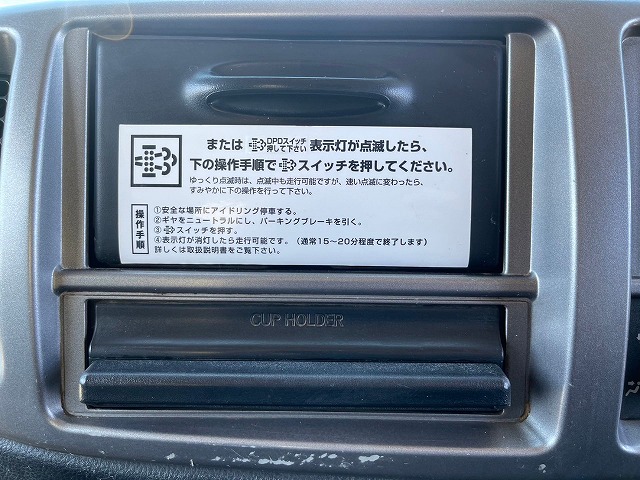 または DPDスイッチ 押して下さい 表示灯が点滅したら、
下の操作手順で スイッチを押してください。
ゆっくり点滅時は、点滅中も走行可能ですが、速い点滅に変わったら、
すみやかに下の操作を行って下さい。
操作手順
①安全な場所にアイドリング停車する。
②ギヤをニュートラルにし、パーキングブレーキを引く。
③ スイッチを押す。
④表示灯が消灯したら走行可能です。(通常15~20分程度で終了します)
詳しくは取扱説明書をご覧下さい。
CUP HOLDER